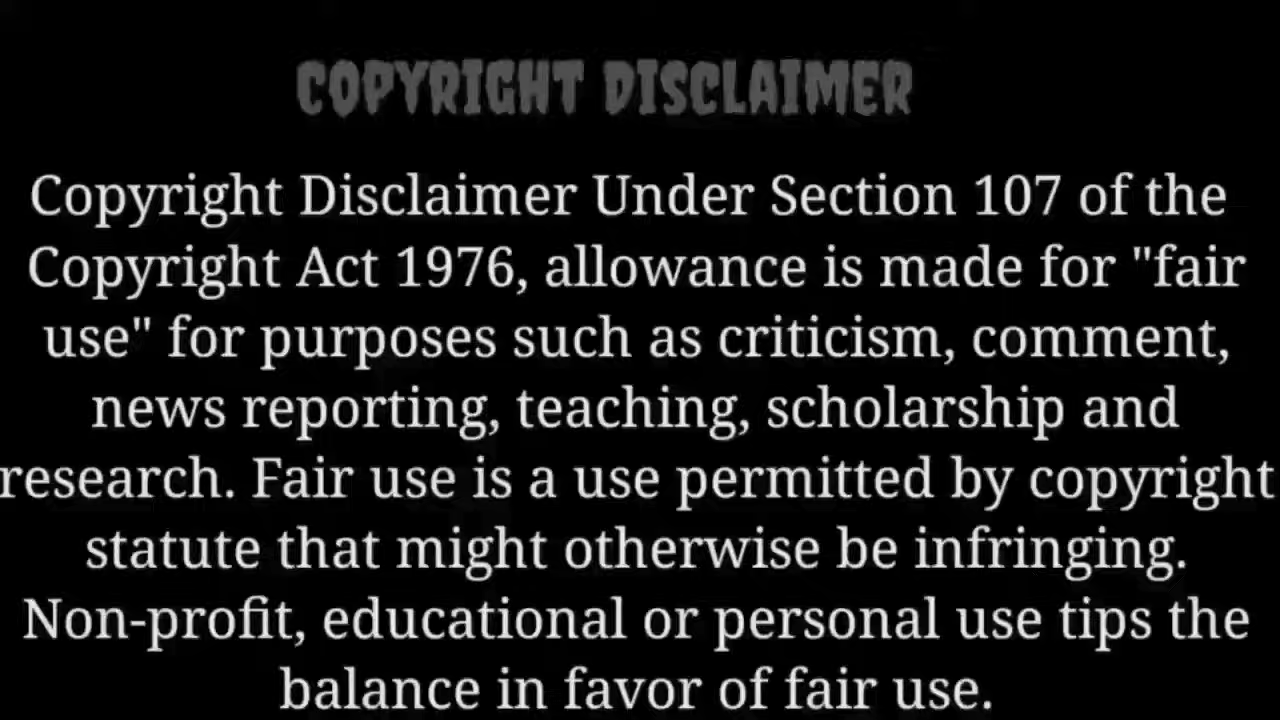 COPYRIGHT DISCLAIMER
Copyright Disclaimer Under Section 107 of the
Copyright Act 1976, allowance is made for "fair
use" for purposes such as criticism, comment,
news reporting, teaching, scholarship and
research. Fair use is a use permitted by copyright
statute that might otherwise be infringing.
Non-profit, educational or personal use tips the
balance in favor of fair use.